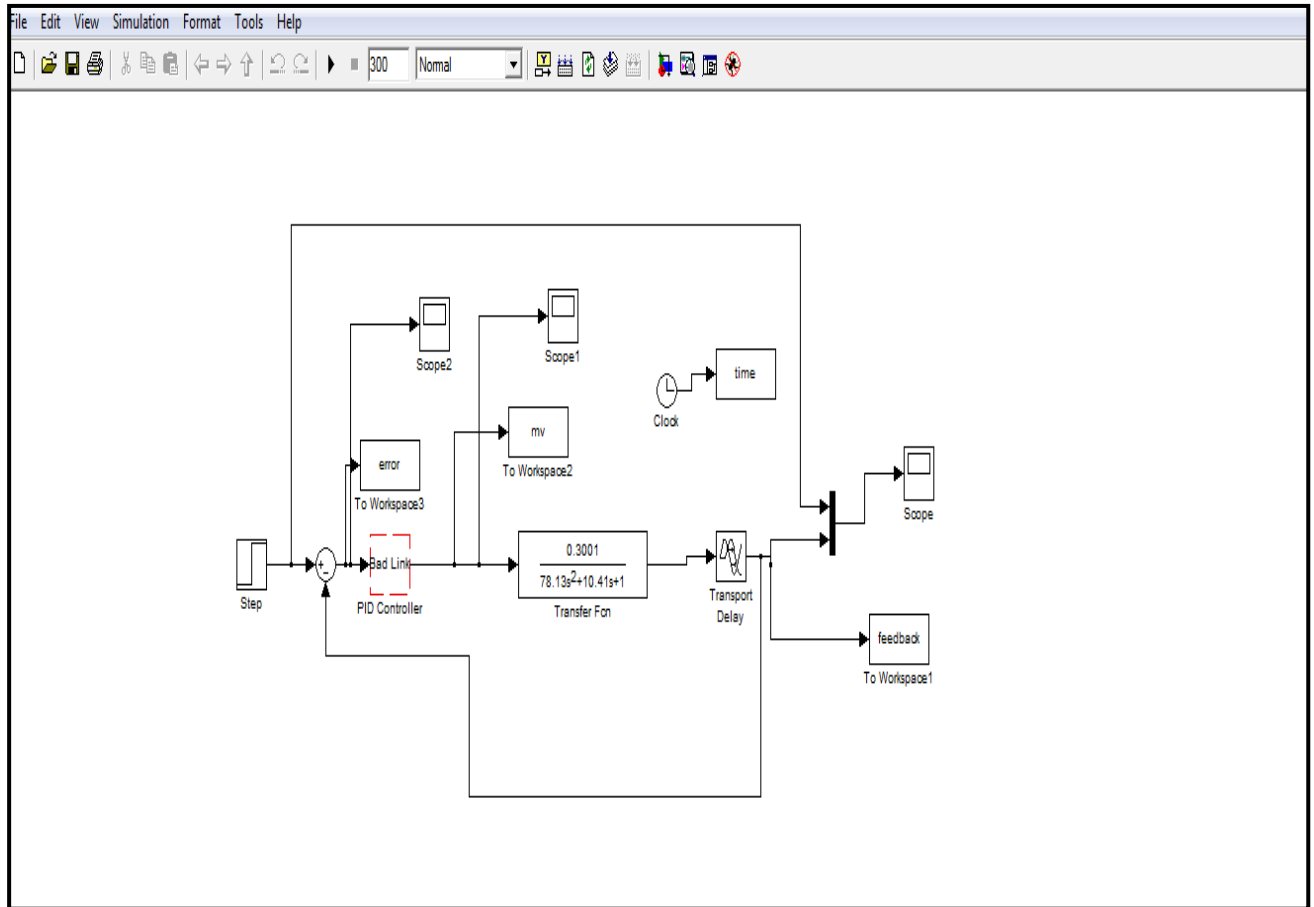 File Edit View Simulation Format Tools Help
300 Normal
Scope2
Scope1
time
Clock
mv
To Workspace2
error
To Workspace3
Scope
Step
+
-
Bad Link
PID Controller
0.3001
78.13s2+10.41s+1
Transfer Fcn
Transport
Delay
feedback
To Workspace1